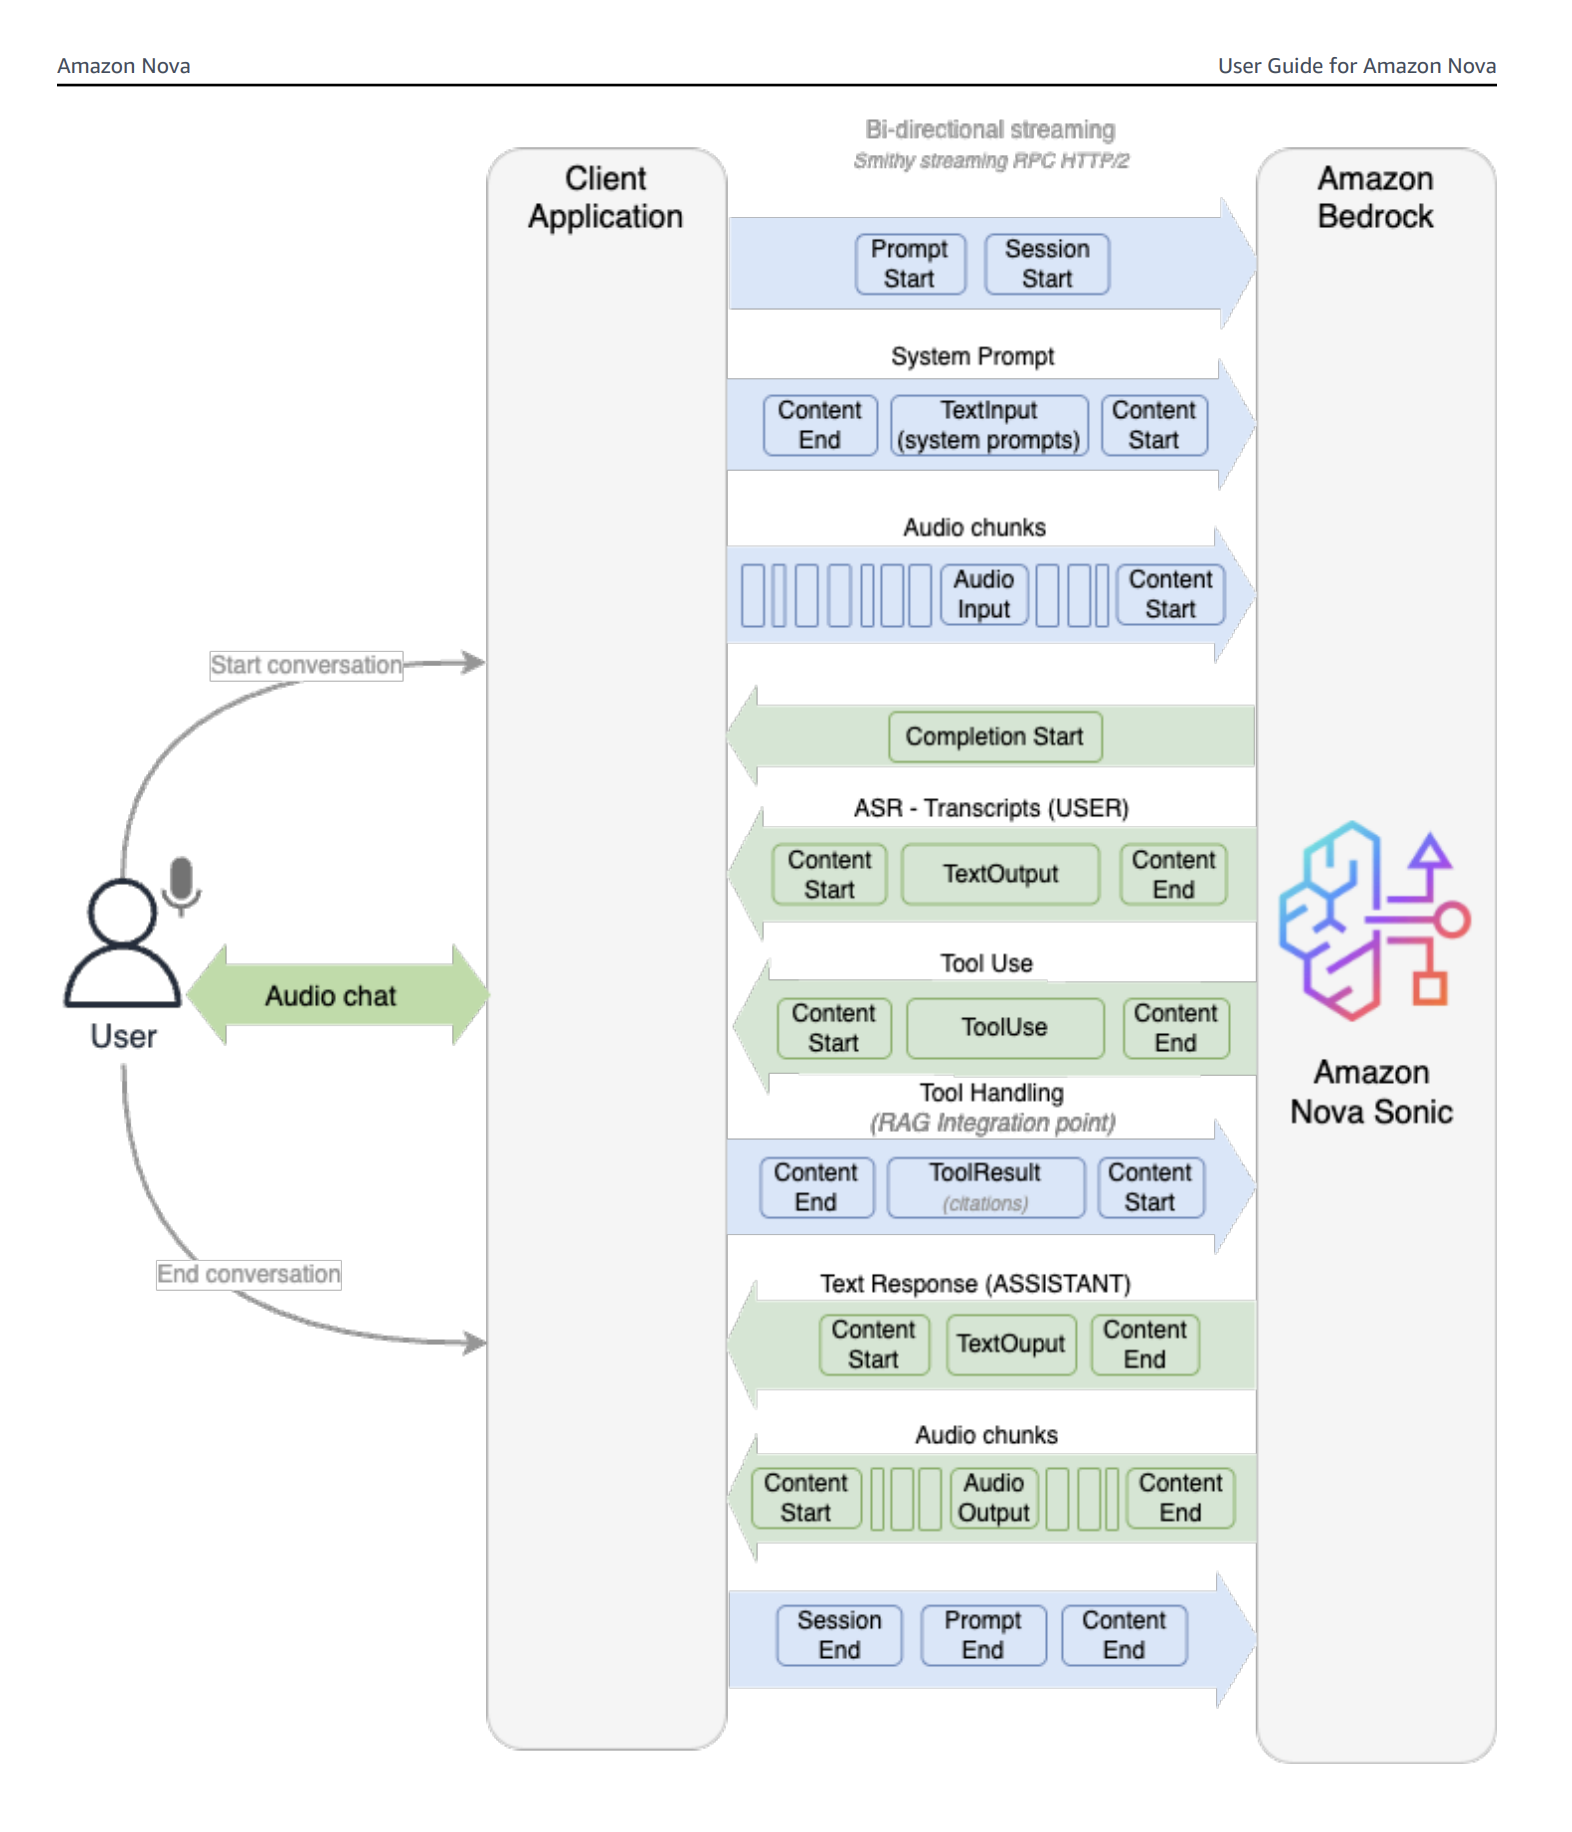 Amazon Nova
User Guide for Amazon Nova
Bi-directional streaming
Smithy streaming RPC HTTP/2
Client
Application
Amazon
Bedrock
Prompt
Start
Session
Start
System Prompt
Content
End
TextInput
(system prompts)
Content
Start
Audio chunks
Audio
Input
Content
Start
Start conversation
Completion Start
ASR - Transcripts (USER)
Content
Start
TextOutput
Content
End
Tool Use
Content
Start
ToolUse
Content
End
Audio chat
User
Amazon
Nova Sonic
Tool Handling
(RAG Integration point)
Content
End
ToolResult
(citations)
Content
Start
End conversation
Text Response (ASSISTANT)
Content
Start
TextOuput
Content
End
Audio chunks
Content
Start
Audio
Output
Content
End
Session
End
Prompt
End
Content
End